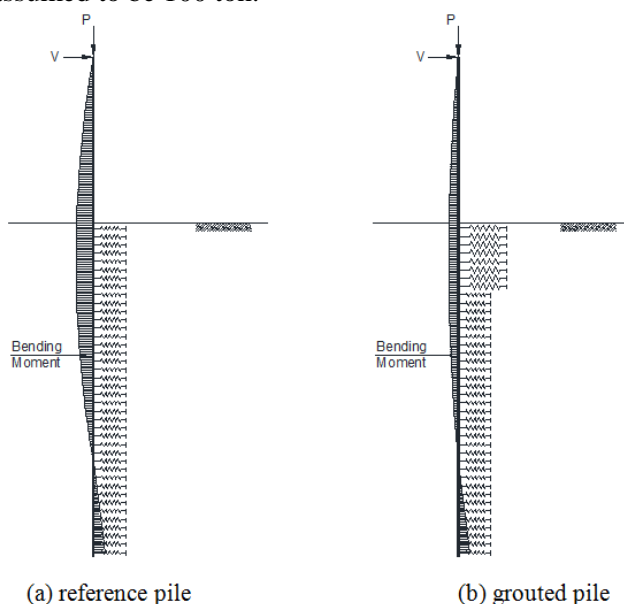 assumed to be 100 ton.
P
P
V
V
Bending
Moment
Bending
Moment
(a) reference pile
(b) grouted pile